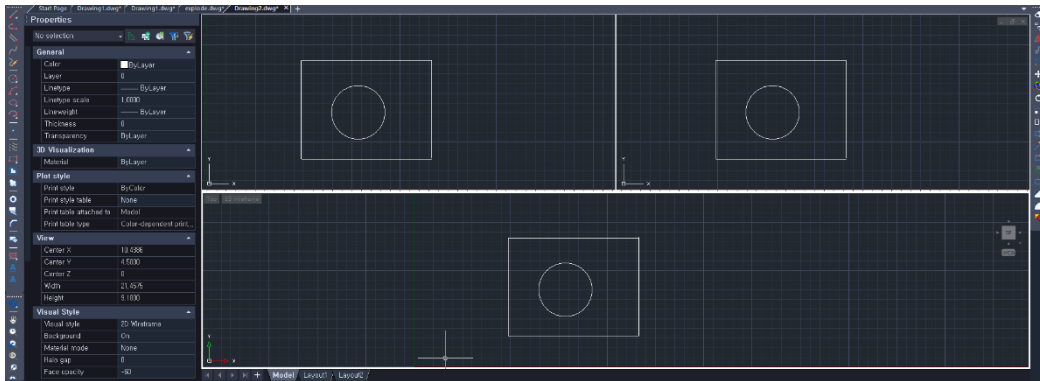 Start Page Drawing1.dwg* Drawing1.dwg* explode.dwg* Drawing2.dwg* × +
Properties
No selection
General
Color ByLayer
Layer 0
Linetype ByLayer
Linetype scale 1.0000
Lineweight ByLayer
Thickness 0
Transparency ByLayer
3D Visualization
Material ByLayer
Plot style
Print style ByColor
Print style table None
Print table attached to Model
Print table type Color-dependent print...
View
Center X 10.4386
Center Y 4.5000
Center Z 0
Width 21.4575
Height 9.1800
Visual Style
Visual style 2D Wireframe
Background On
Material mode None
Halo gap 0
Face opacity -60
Y
X
Y
X
Top 2D Wireframe
Y
X
Model Layout1 Layout2